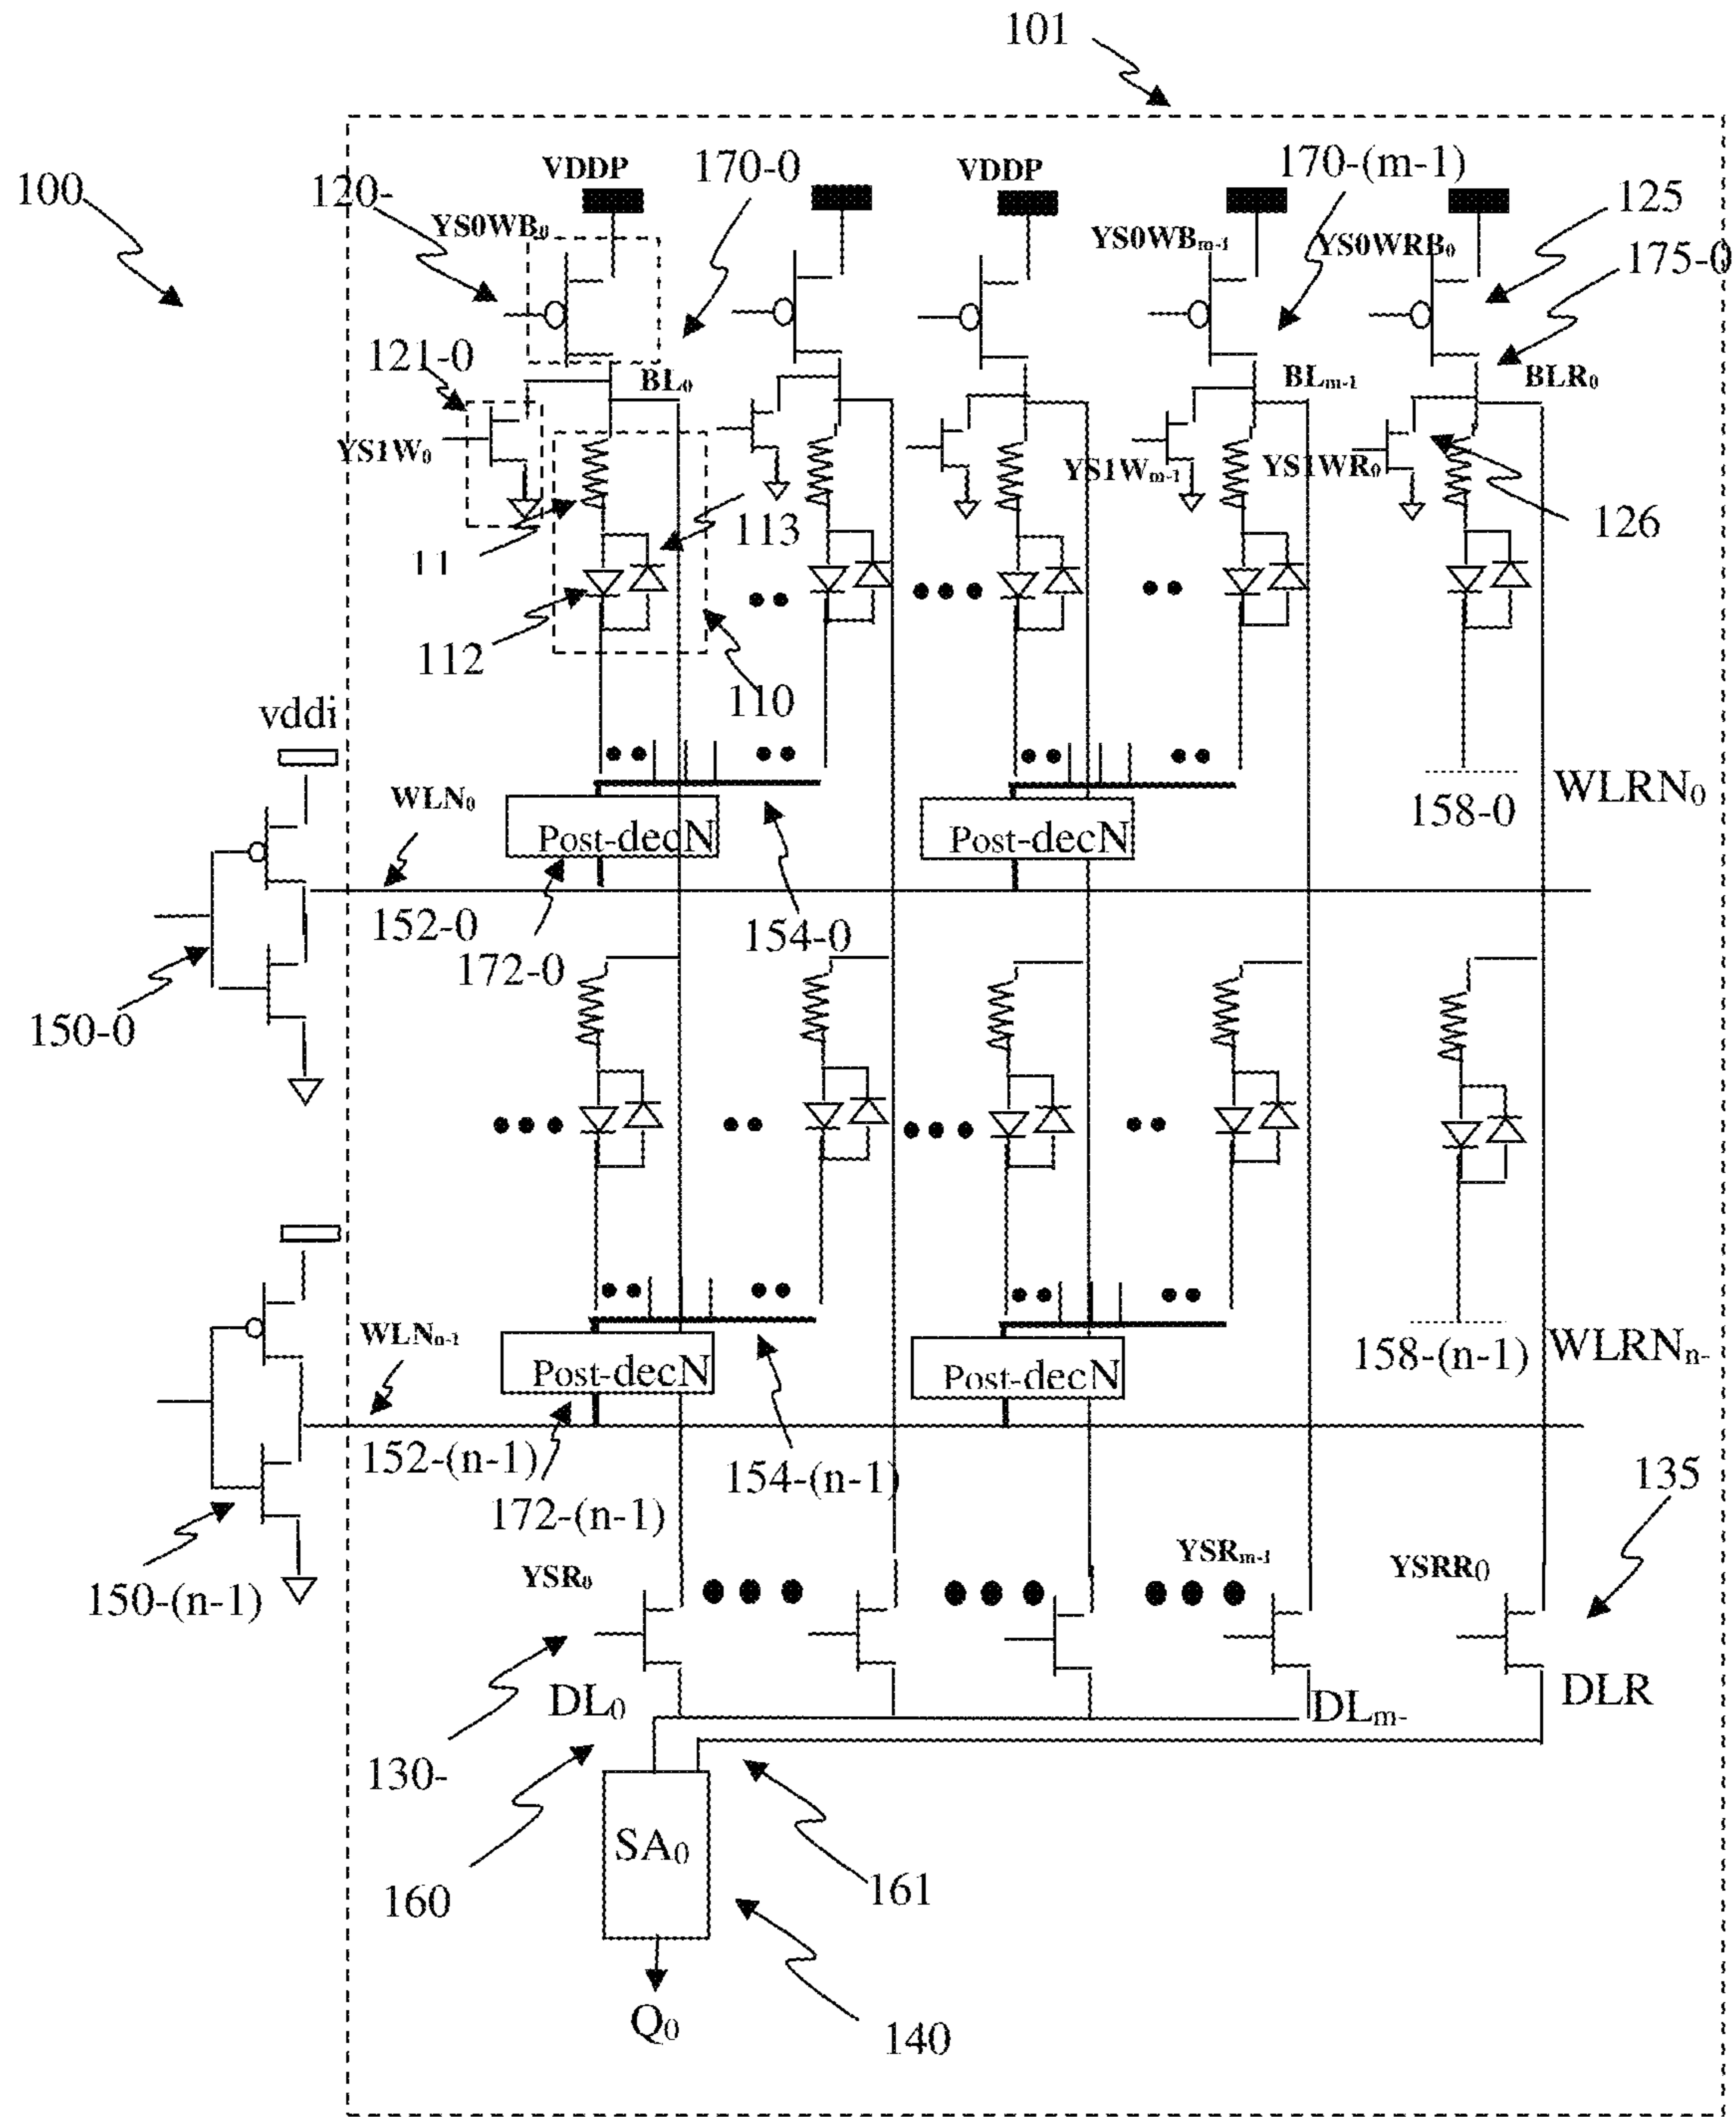 101
100
120-
VDDP
170-0
VDDP
170-(m-1)
125
YS0WB0
YS0WBm-1
YS0WRB0
175-0
121-0
BL0
BLm-1
BLR0
YS1W0
YS1Wm-1
YS1WR0
11
113
126
112
110
vddi
WLN0
Post-decN
Post-decN
158-0
WLRN0
152-0
172-0
154-0
150-0
WLNn-1
Post-decN
Post-decN
158-(n-1)
WLRNn-
152-(n-1)
172-(n-1)
154-(n-1)
135
150-(n-1)
YSR0
YSRm-1
YSRR0
DL0
DLm-
DLR
130-
SA0
160
161
Q0
140